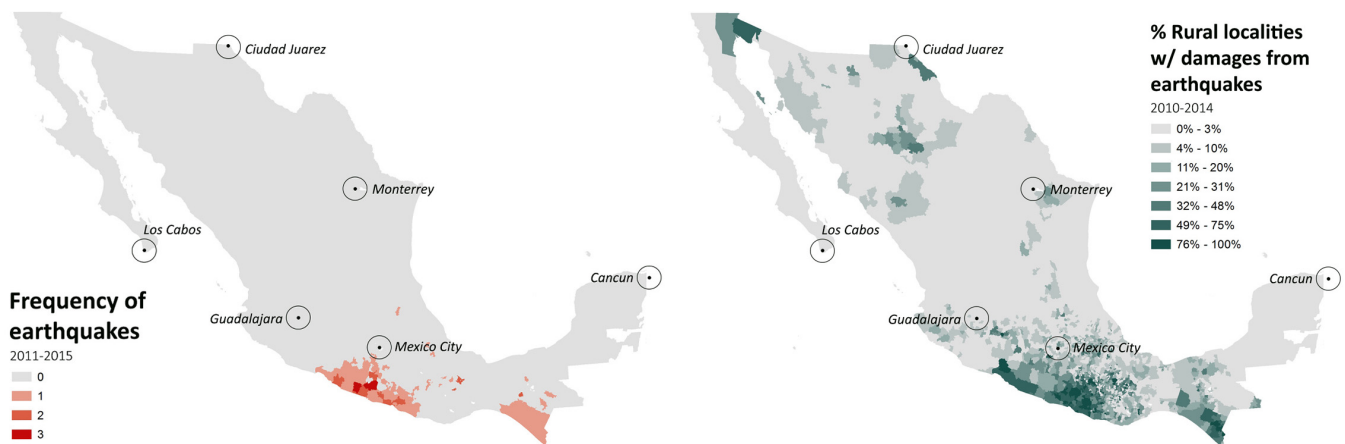 Ciudad Juarez
Monterrey
Los Cabos
Cancun
Guadalajara
Mexico City
Frequency of
earthquakes
2011-2015
0
1
2
3
Ciudad Juarez
Monterrey
Los Cabos
Cancun
Guadalajara
Mexico City
% Rural localities
w/ damages from
earthquakes
2010-2014
0% - 3%
4% - 10%
11% - 20%
21% - 31%
32% - 48%
49% - 75%
76% - 100%